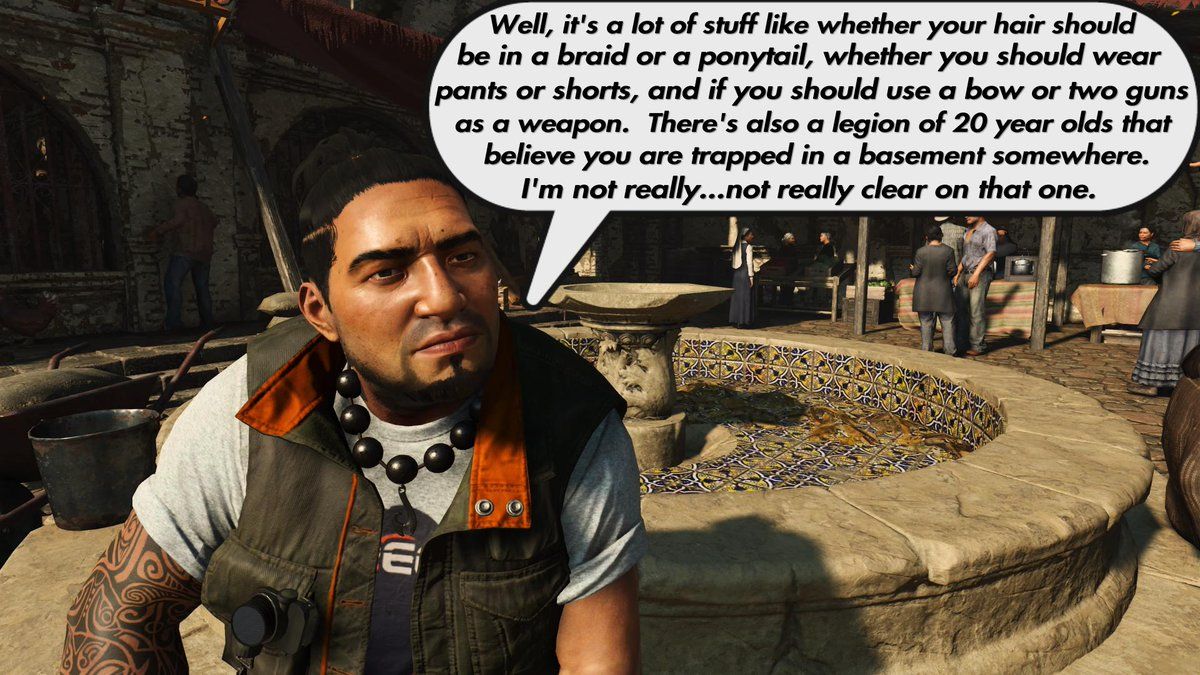 Well, it's a lot of stuff like whether your hair should
be in a braid or a ponytail, whether you should wear
pants or shorts, and if you should use a bow or two guns
as a weapon.  There's also a legion of 20 year olds that
believe you are trapped in a basement somewhere.
I'm not really...not really clear on that one.